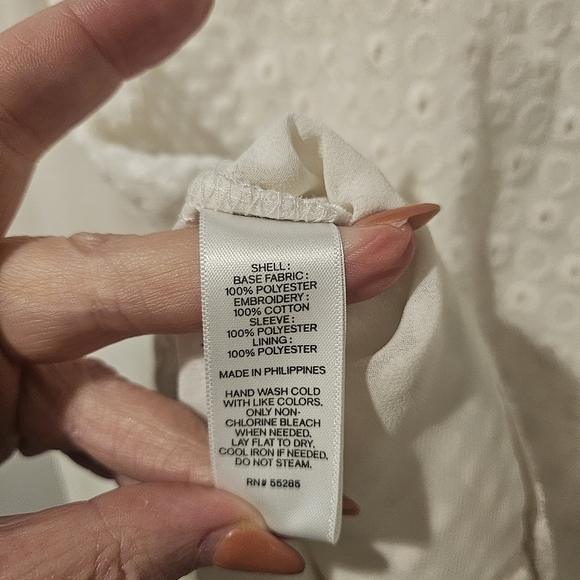 SHELL:
BASE FABRIC:
100% POLYESTER
EMBROIDERY:
100% COTTON
SLEEVE:
100% POLYESTER
LINING:
100% POLYESTER
MADE IN PHILIPPINES
HAND WASH COLD
WITH LIKE COLORS,
ONLY NON-
CHLORINE BLEACH
WHEN NEEDED,
LAY FLAT TO DRY,
COOL IRON IF NEEDED,
DO NOT STEAM.
RN# 55285